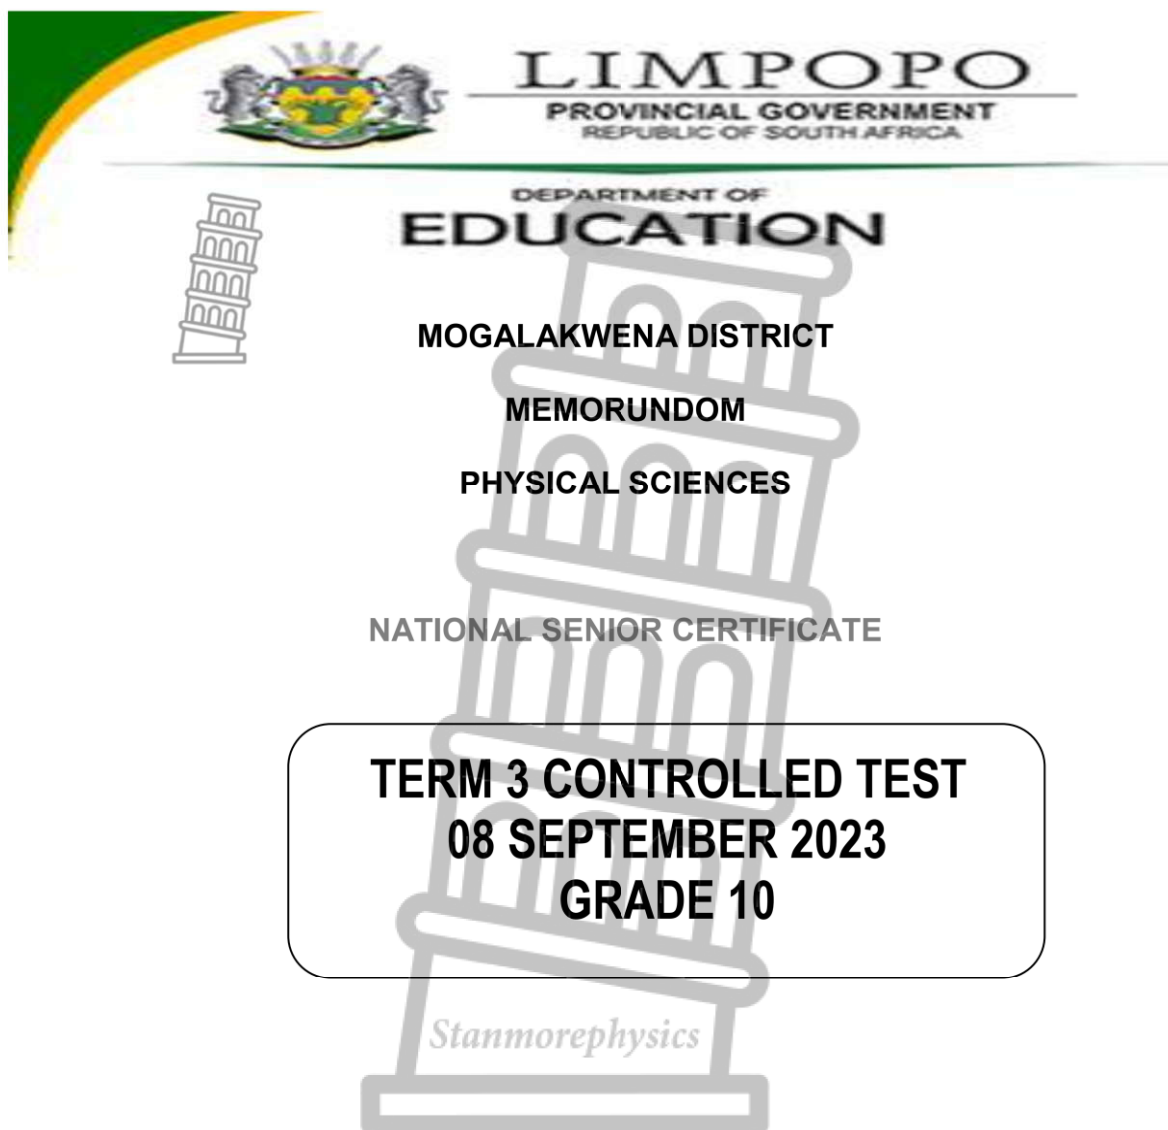 LIMPOPO
PROVINCIAL GOVERNMENT
REPUBLIC OF SOUTH AFRICA
DEPARTMENT OF
EDUCATION
MOGALAKWENA DISTRICT
MEMORUNDOM
PHYSICAL SCIENCES
NATIONAL SENIOR CERTIFICATE
TERM 3 CONTROLLED TEST
08 SEPTEMBER 2023
GRADE 10
Stanmorephysics